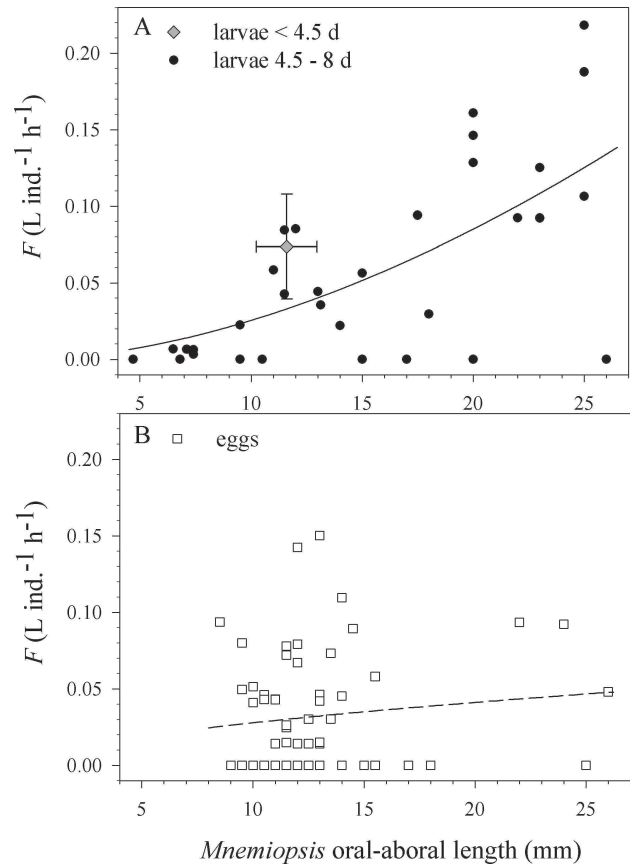 A
larvae < 4.5 d
larvae 4.5 - 8 d
F (L ind.⁻¹ h⁻¹)
0.20
0.15
0.10
0.05
0.00
5 10 15 20 25
B
eggs
F (L ind.⁻¹ h⁻¹)
0.20
0.15
0.10
0.05
0.00
5 10 15 20 25
Mnemiopsis oral-aboral length (mm)